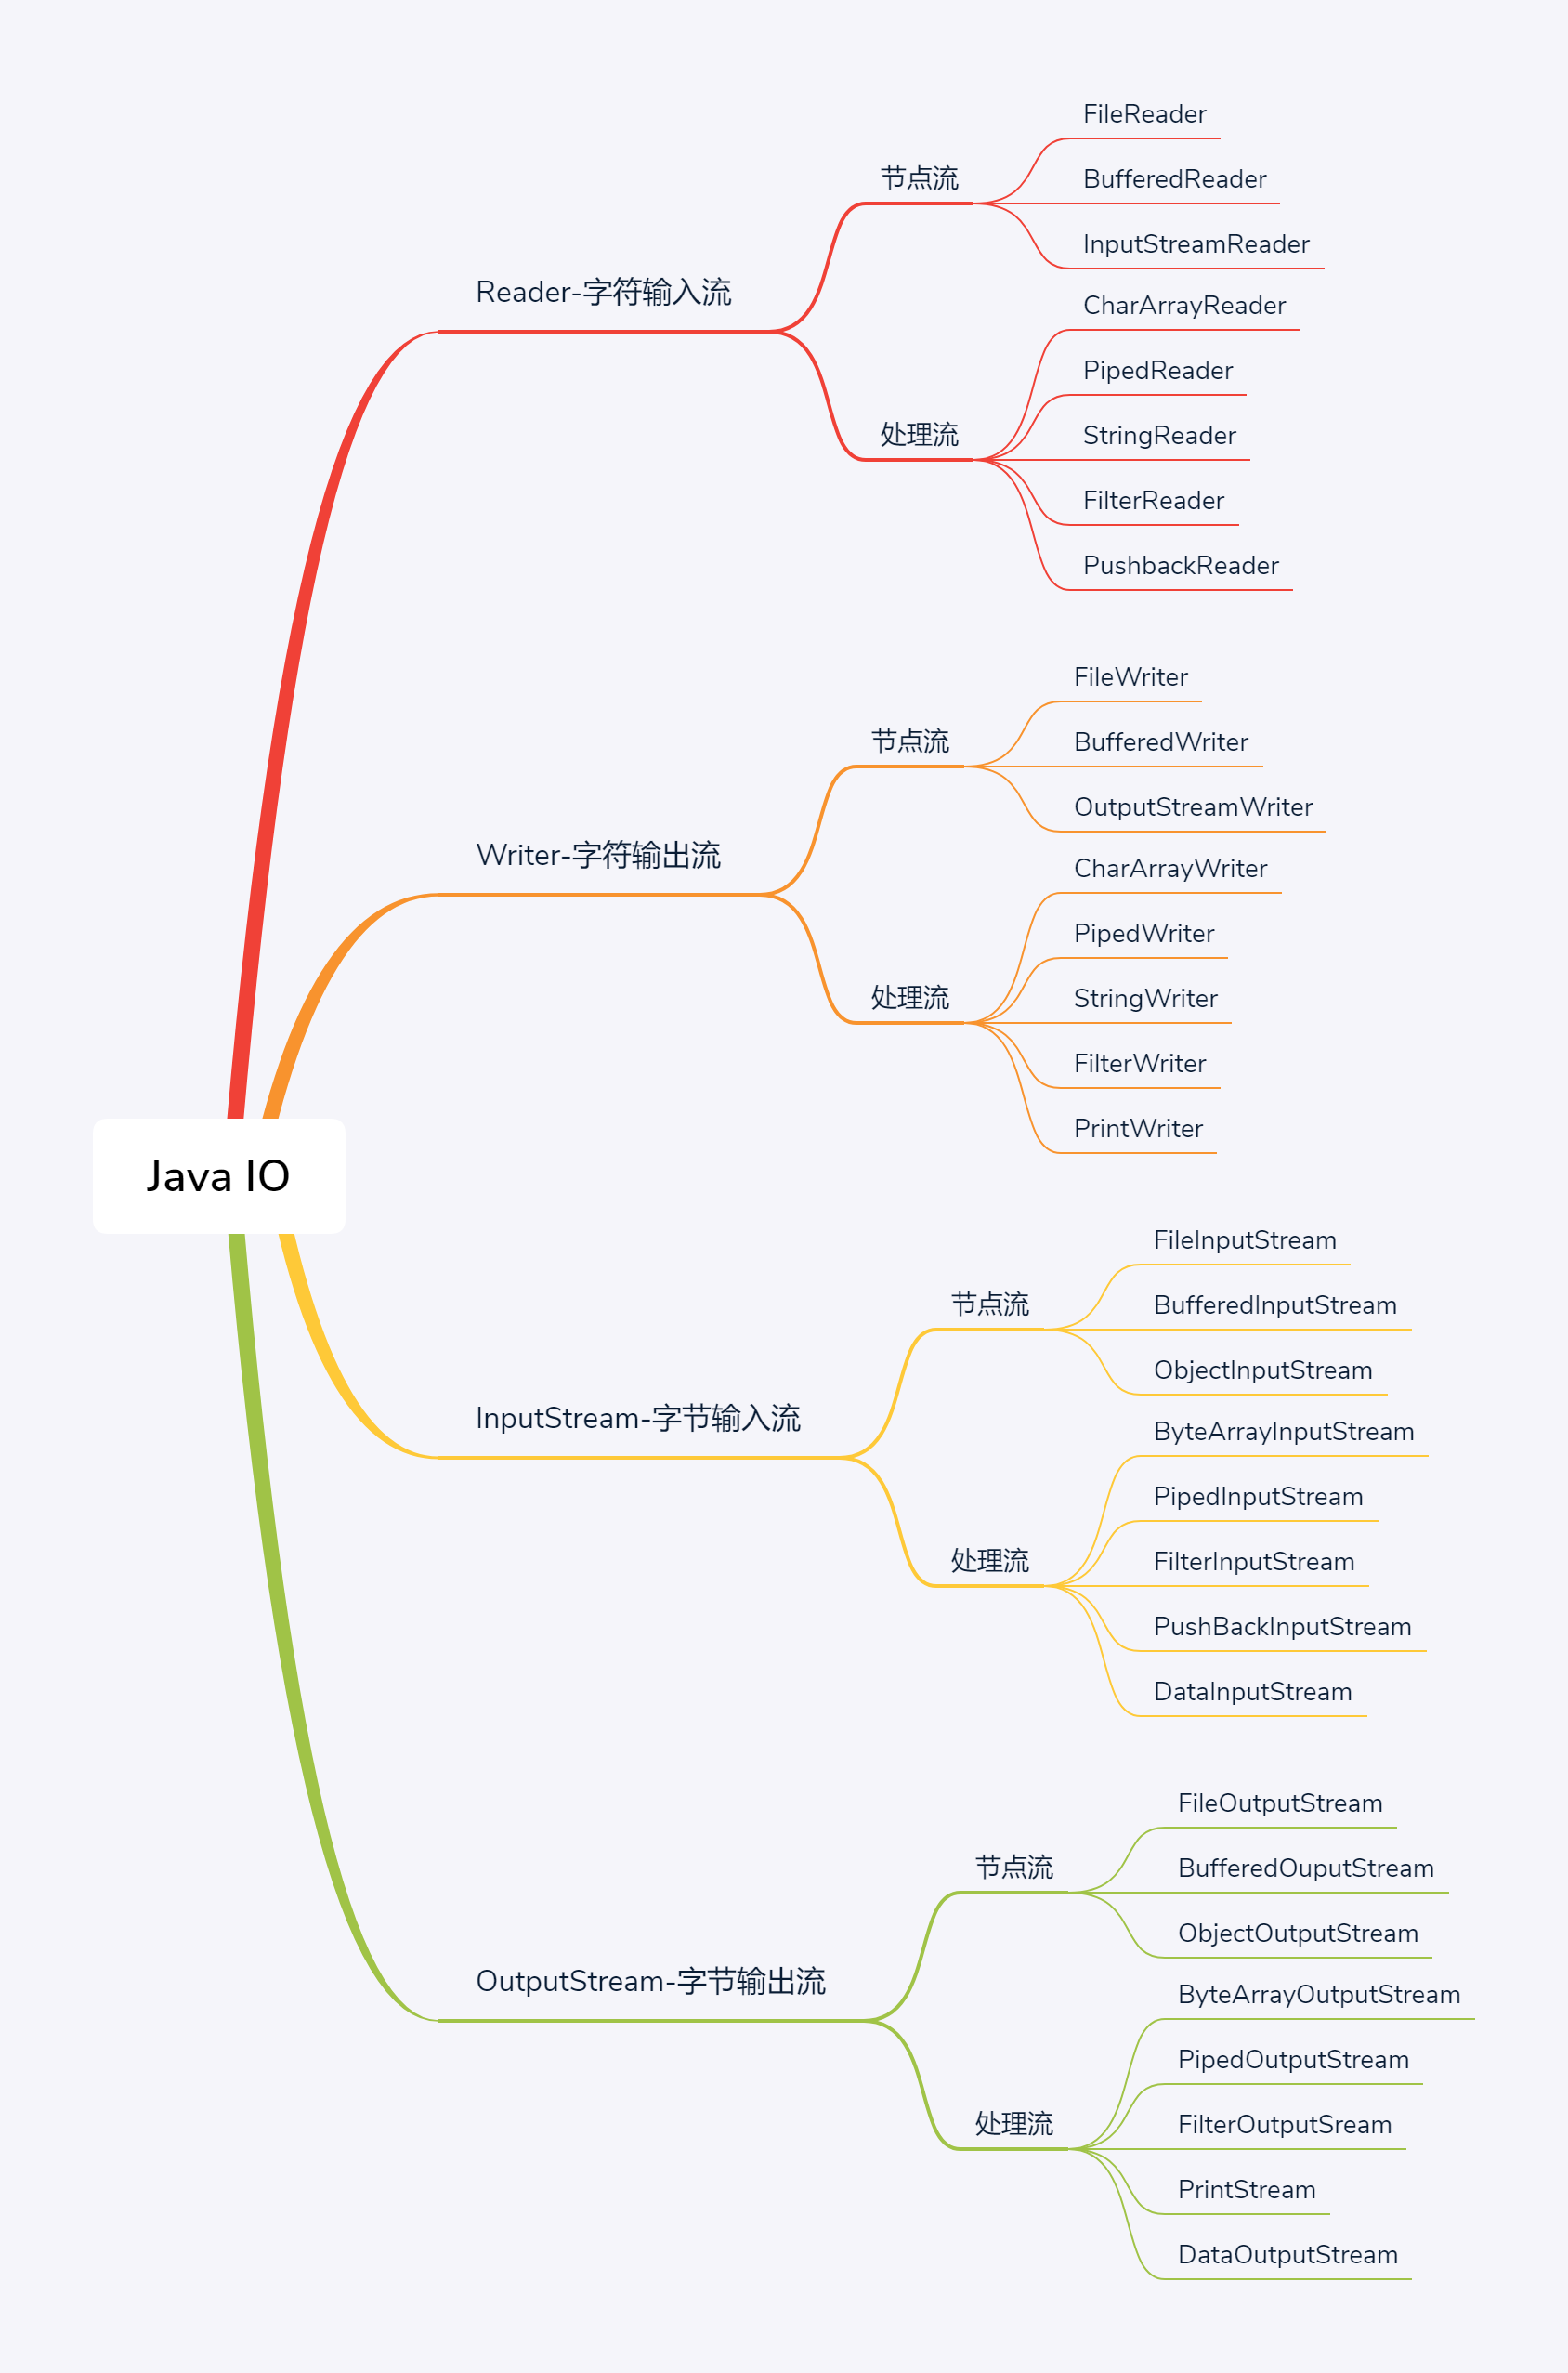 Java IO
Reader-字符输入流
节点流
FileReader
BufferedReader
InputStreamReader
处理流
CharArrayReader
PipedReader
StringReader
FilterReader
PushbackReader
Writer-字符输出流
节点流
FileWriter
BufferedWriter
OutputStreamWriter
处理流
CharArrayWriter
PipedWriter
StringWriter
FilterWriter
PrintWriter
InputStream-字节输入流
节点流
FileInputStream
BufferedInputStream
ObjectInputStream
处理流
ByteArrayInputStream
PipedInputStream
FilterInputStream
PushBackInputStream
DataInputStream
OutputStream-字节输出流
节点流
FileOutputStream
BufferedOuputStream
ObjectOutputStream
处理流
ByteArrayOutputStream
PipedOutputStream
FilterOutputSream
PrintStream
DataOutputStream